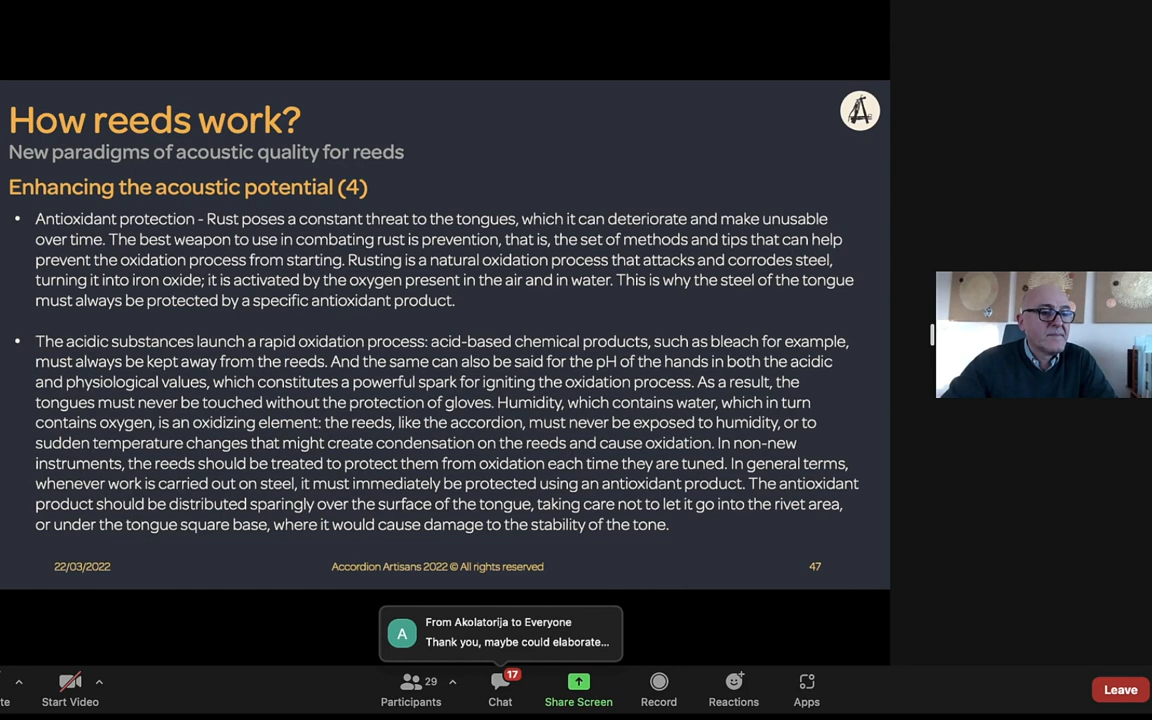 How reeds work?
New paradigms of acoustic quality for reeds
Enhancing the acoustic potential (4)
• Antioxidant protection - Rust poses a constant threat to the tongues, which it can deteriorate and make unusable
over time. The best weapon to use in combating rust is prevention, that is, the set of methods and tips that can help
prevent the oxidation process from starting. Rusting is a natural oxidation process that attacks and corrodes steel,
turning it into iron oxide; it is activated by the oxygen present in the air and in water. This is why the steel of the tongue
must always be protected by a specific antioxidant product.
• The acidic substances launch a rapid oxidation process: acid-based chemical products, such as bleach for example,
must always be kept away from the reeds. And the same can also be said for the pH of the hands in both the acidic
and physiological values, which constitutes a powerful spark for igniting the oxidation process. As a result, the
tongues must never be touched without the protection of gloves. Humidity, which contains water, which in turn
contains oxygen, is an oxidizing element: the reeds, like the accordion, must never be exposed to humidity, or to
sudden temperature changes that might create condensation on the reeds and cause oxidation. In non-new
instruments, the reeds should be treated to protect them from oxidation each time they are tuned. In general terms,
whenever work is carried out on steel, it must immediately be protected using an antioxidant product. The antioxidant
product should be distributed sparingly over the surface of the tongue, taking care not to let it go into the rivet area,
or under the tongue square base, where it would cause damage to the stability of the tone.
22/03/2022
Accordion Artisans 2022 © All rights reserved
47
A
From Akolatorija to Everyone
Thank you, maybe could elaborate...
te
Start Video
29
Participants
17
Chat
Share Screen
Record
Reactions
Apps
Leave